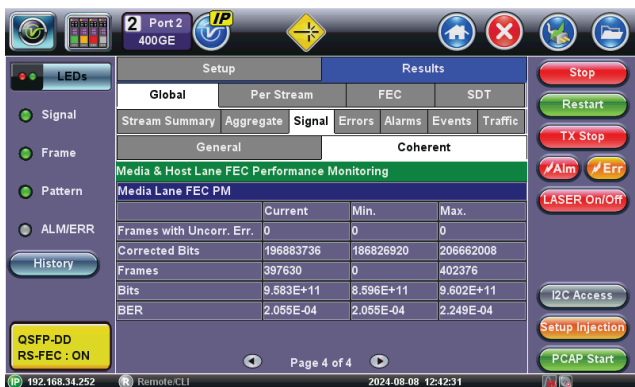 2 Port 2
400GE
IP
LEDs
Signal
Frame
Pattern
ALM/ERR
History
QSFP-DD
RS-FEC : ON
Setup Results
Global Per Stream FEC SDT
Stream Summary Aggregate Signal Errors Alarms Events Traffic
General Coherent
Media & Host Lane FEC Performance Monitoring
Media Lane FEC PM
Current Min. Max.
Frames with Uncorr. Err. 0 0 0
Corrected Bits 196883736 186826920 206662008
Frames 397630 0 402376
Bits 9.583E+11 8.596E+11 9.602E+11
BER 2.055E-04 2.055E-04 2.249E-04
Page 4 of 4
Stop
Restart
TX Stop
Alm Err
LASER On/Off
I2C Access
Setup Injection
PCAP Start
IP 192.168.34.252 R Remote/CLI 2024-08-08 12:42:31